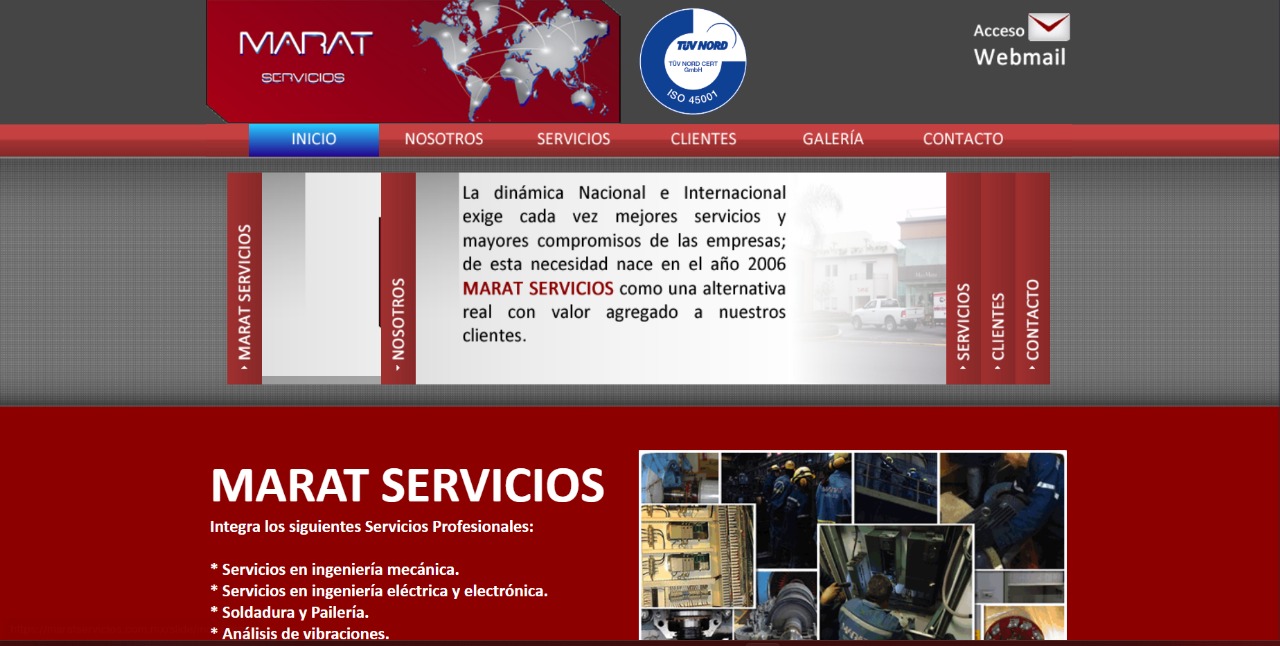 MARAT
SERVICIOS
TÜV NORD
TÜV NORD CERT
GmbH
ISO 45001
Acceso
Webmail
INICIO
NOSOTROS
SERVICIOS
CLIENTES
GALERÍA
CONTACTO
MARAT SERVICIOS
NOSOTROS
La dinámica Nacional e Internacional
exige cada vez mejores servicios y
mayores compromisos de las empresas;
de esta necesidad nace en el año 2006
MARAT SERVICIOS como una alternativa
real con valor agregado a nuestros
clientes.
SERVICIOS
CLIENTES
CONTACTO
MARAT SERVICIOS
Integra los siguientes Servicios Profesionales:
* Servicios en ingeniería mecánica.
* Servicios en ingeniería eléctrica y electrónica.
* Soldadura y Pailería.
* Análisis de vibraciones.